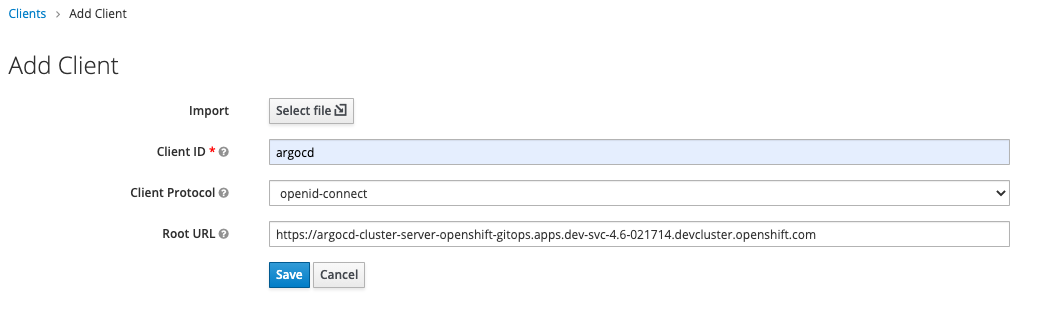 Clients > Add Client
Add Client
Import Select file
Client ID * argocd
Client Protocol openid-connect
Root URL https://argocd-cluster-server-openshift-gitops.apps.dev-svc-4.6-021714.devcluster.openshift.com
Save Cancel